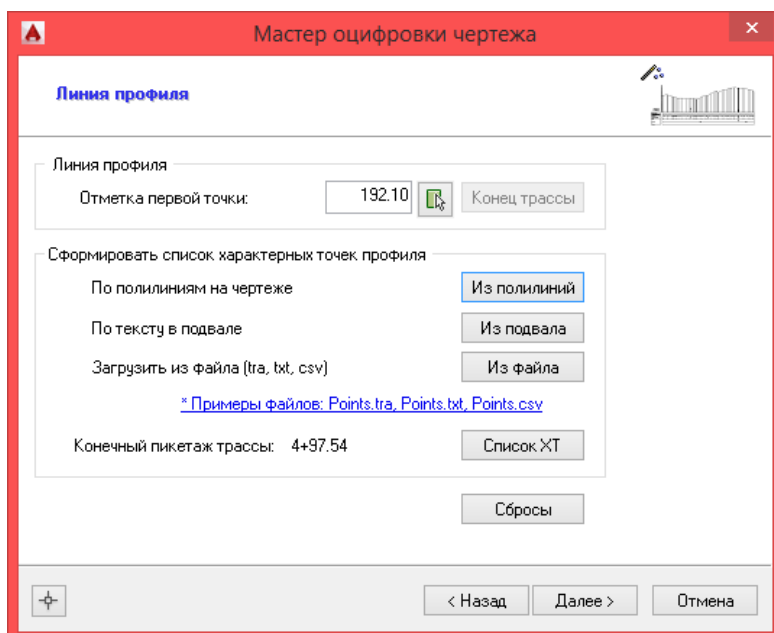 Мастер оцифровки чертежа
Линия профиля
Линия профиля
Отметка первой точки: 192.10 Конец трассы
Сформировать список характерных точек профиля
По полилиниям на чертеже Из полилиний
По тексту в подвале Из подвала
Загрузить из файла (tra, txt, csv) Из файла
* Примеры файлов: Points.tra, Points.txt, Points.csv
Конечный пикетаж трассы: 4+97.54 Список ХТ
Сбросы
< Назад Далее > Отмена